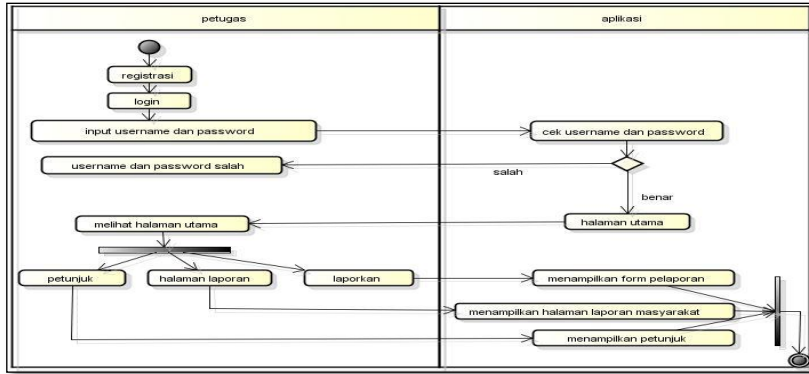 petugas
aplikasi
registrasi
login
input username dan password
cek username dan password
username dan password salah
salah
benar
melihat halaman utama
halaman utama
petunjuk
halaman laporan
laporkan
menampilkan form pelaporan
menampilkan halaman laporan masyarakat
menampilkan petunjuk